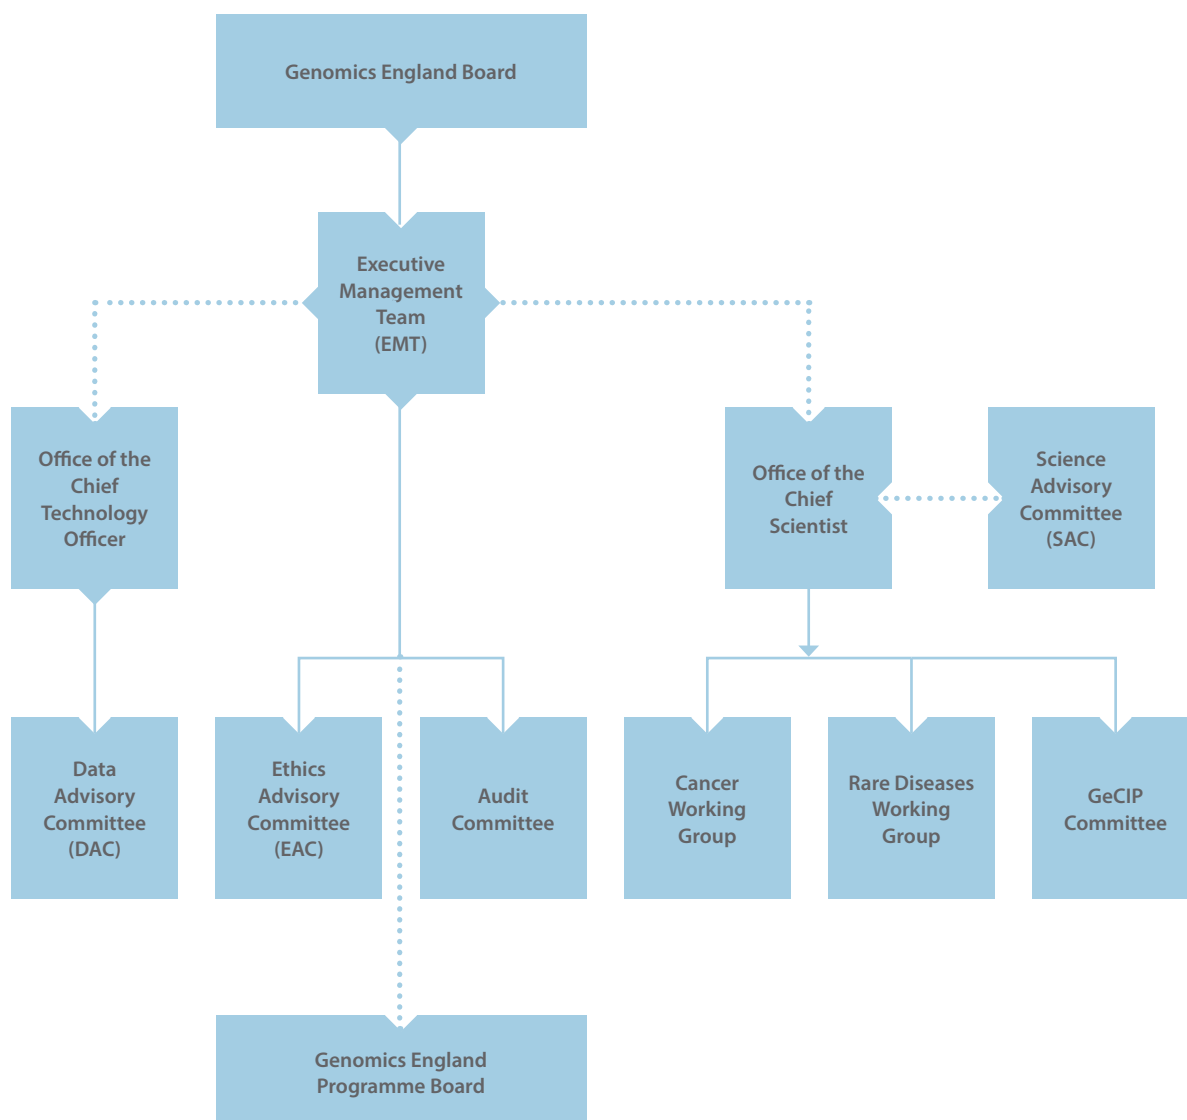 Genomics England Board
Executive
Management
Team
(EMT)
Office of the
Chief
Technology
Officer
Office of the
Chief
Scientist
Science
Advisory
Committee
(SAC)
Data
Advisory
Committee
(DAC)
Ethics
Advisory
Committee
(EAC)
Audit
Committee
Cancer
Working
Group
Rare Diseases
Working
Group
GeCIP
Committee
Genomics England
Programme Board